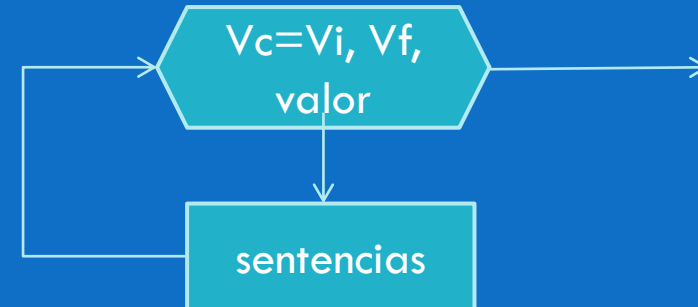 Vc=Vi, Vf,
valor
sentencias